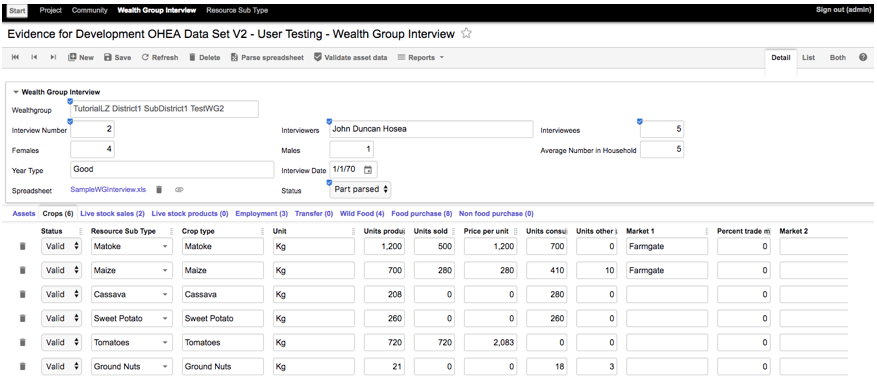 Start Project Community Wealth Group Interview Resource Sub Type Sign out (admin)
Evidence for Development OHEA Data Set V2 - User Testing - Wealth Group Interview
New Save Refresh Delete Parse spreadsheet Validate asset data Reports Detail List Both
Wealth Group Interview
Wealthgroup TutorialLZ District1 SubDistrict1 TestWG2
Interview Number 2 Interviewers John Duncan Hosea Interviewees 5
Females 4 Males 1 Average Number in Household 5
Year Type Good Interview Date 1/1/70
Spreadsheet SampleWGInterview.xls Status Part parsed
Assets Crops (6) Live stock sales (2) Live stock products (0) Employment (3) Transfer (0) Wild Food (4) Food purchase (8) Non food purchase (0)
Status Resource Sub Type Crop type Unit Units produ Units sold Price per unit Units consu Units other Market 1 Percent trade m Market 2
Valid Matoke Matoke Kg 1,200 500 1,200 700 0 Farmgate 0
Valid Maize Maize Kg 700 280 280 410 10 Farmgate 0
Valid Cassava Cassava Kg 208 0 0 280 0 0
Valid Sweet Potato Sweet Potato Kg 260 0 0 260 0 0
Valid Tomatoes Tomatoes Kg 720 720 2,083 0 0 0
Valid Ground Nuts Ground Nuts Kg 21 0 0 18 3 0